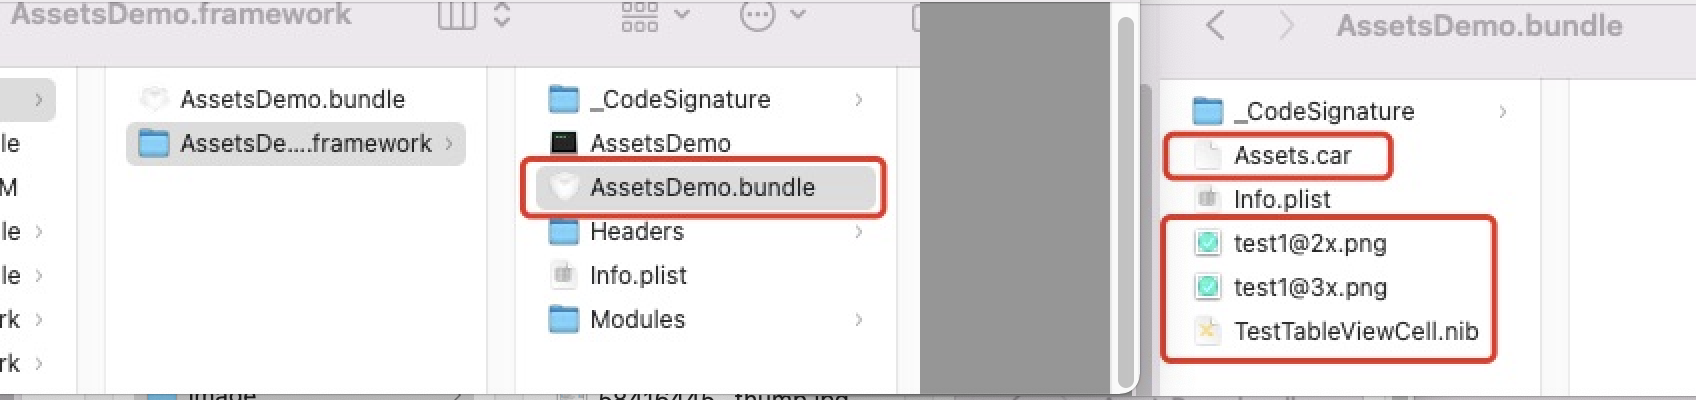 AssetsDemo.framework
le
M
le
le
rk
rk
AssetsDemo.bundle
AssetsDe....framework
_CodeSignature
AssetsDemo
AssetsDemo.bundle
Headers
Info.plist
Modules
AssetsDemo.bundle
_CodeSignature
Assets.car
Info.plist
test1@2x.png
test1@3x.png
TestTableViewCell.nib